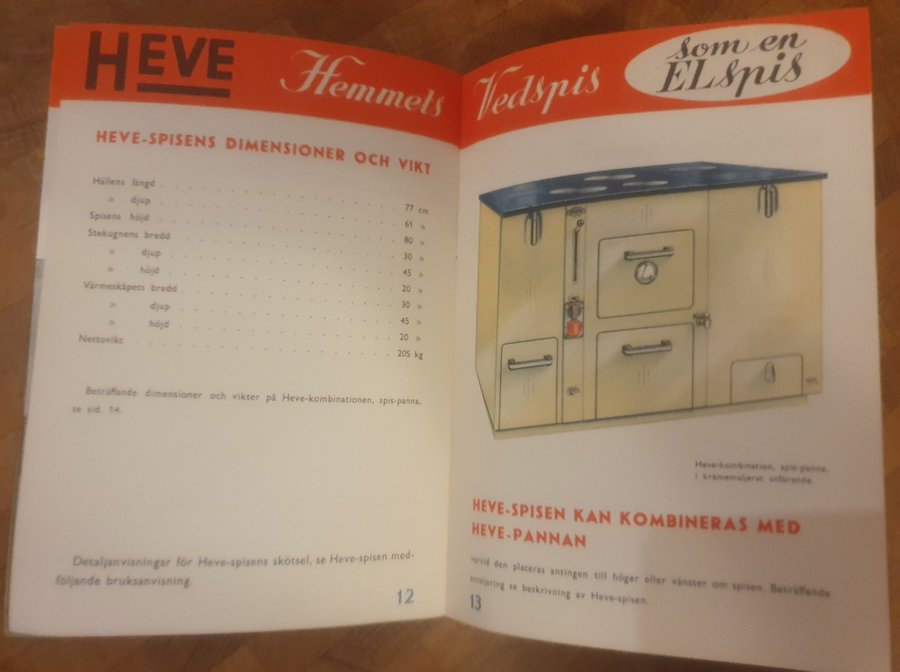 HEVE Hemmets
HEVE-SPISENS DIMENSIONER OCH VIKT
Hällens längd . . . . . . . . . . . . . . . . . . 77 cm
» djup . . . . . . . . . . . . . . . . . . 61 »
Spisens höjd . . . . . . . . . . . . . . . . . . 80 »
Stekugnens bredd . . . . . . . . . . . . . . . . . . 30 »
» djup . . . . . . . . . . . . . . . . . . 45 »
» höjd . . . . . . . . . . . . . . . . . . 20 »
Värmeskåpets bredd . . . . . . . . . . . . . . . . . . 30 »
» djup . . . . . . . . . . . . . . . . . . 45 »
» höjd . . . . . . . . . . . . . . . . . . 20 »
Nettovikt . . . . . . . . . . . . . . . . . . 205 kg
Beträffande dimensioner och vikter på Heve-kombinationen, spis-panna,
se sid. 14.
Detaljanvisningar för Heve-spisens skötsel, se Heve-spisen med-
följande bruksanvisning.
12
Vedspis som en
ELspis
Heve-kombination, spis-panna,
i krämemaljerat utförande.
HEVE-SPISEN KAN KOMBINERAS MED
HEVE-PANNAN
varvid den placeras antingen till höger eller vänster om spisen. Beträffande
emaljering se beskrivning av Heve-spisen.
13